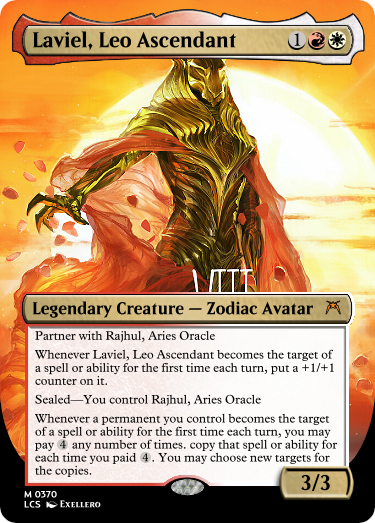 Laviel, Leo Ascendant 1
VIII
Legendary Creature — Zodiac Avatar
Partner with Rajhul, Aries Oracle
Whenever Laviel, Leo Ascendant becomes the target
of a spell or ability for the first time each turn, put a +1/+1
counter on it.
Sealed—You control Rajhul, Aries Oracle
Whenever a permanent you control becomes the target
of a spell or ability for the first time each turn, you may
pay 4 any number of times. copy that spell or ability for
each time you paid 4. You may choose new targets for
the copies.
3/3
M 0370
LCS Exellero